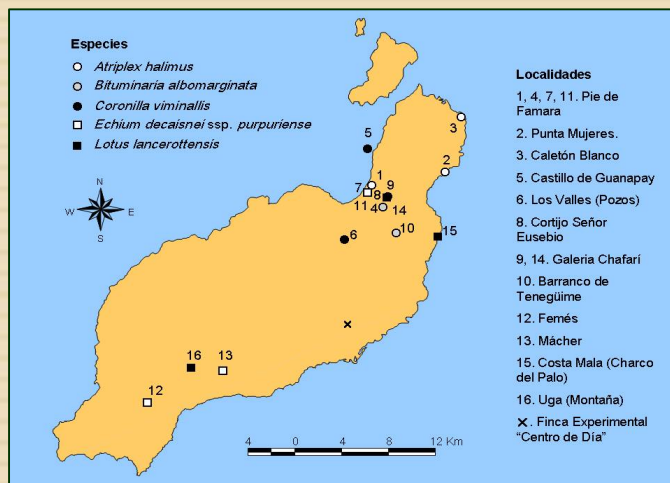 Especies
Atriplex halimus
Bituminaria albomarginata
Coronilla viminallis
Echium decaisnei ssp. purpuriense
Lotus lancerottensis
N
W E
S
5
3
2
1
7
9
8
11
4
14
10
15
6
16
13
12
4 0 4 8 12 Km
Localidades
1, 4, 7, 11. Pie de
Famara
2. Punta Mujeres.
3. Caletón Blanco
5. Castillo de Guanapay
6. Los Valles (Pozos)
8. Cortijo Señor
Eusebio
9, 14. Galeria Chafarí
10. Barranco de
Tenegüime
12. Femés
13. Mácher
15. Costa Mala (Charco
del Palo)
16. Uga (Montaña)
×. Finca Experimental
“Centro de Día”